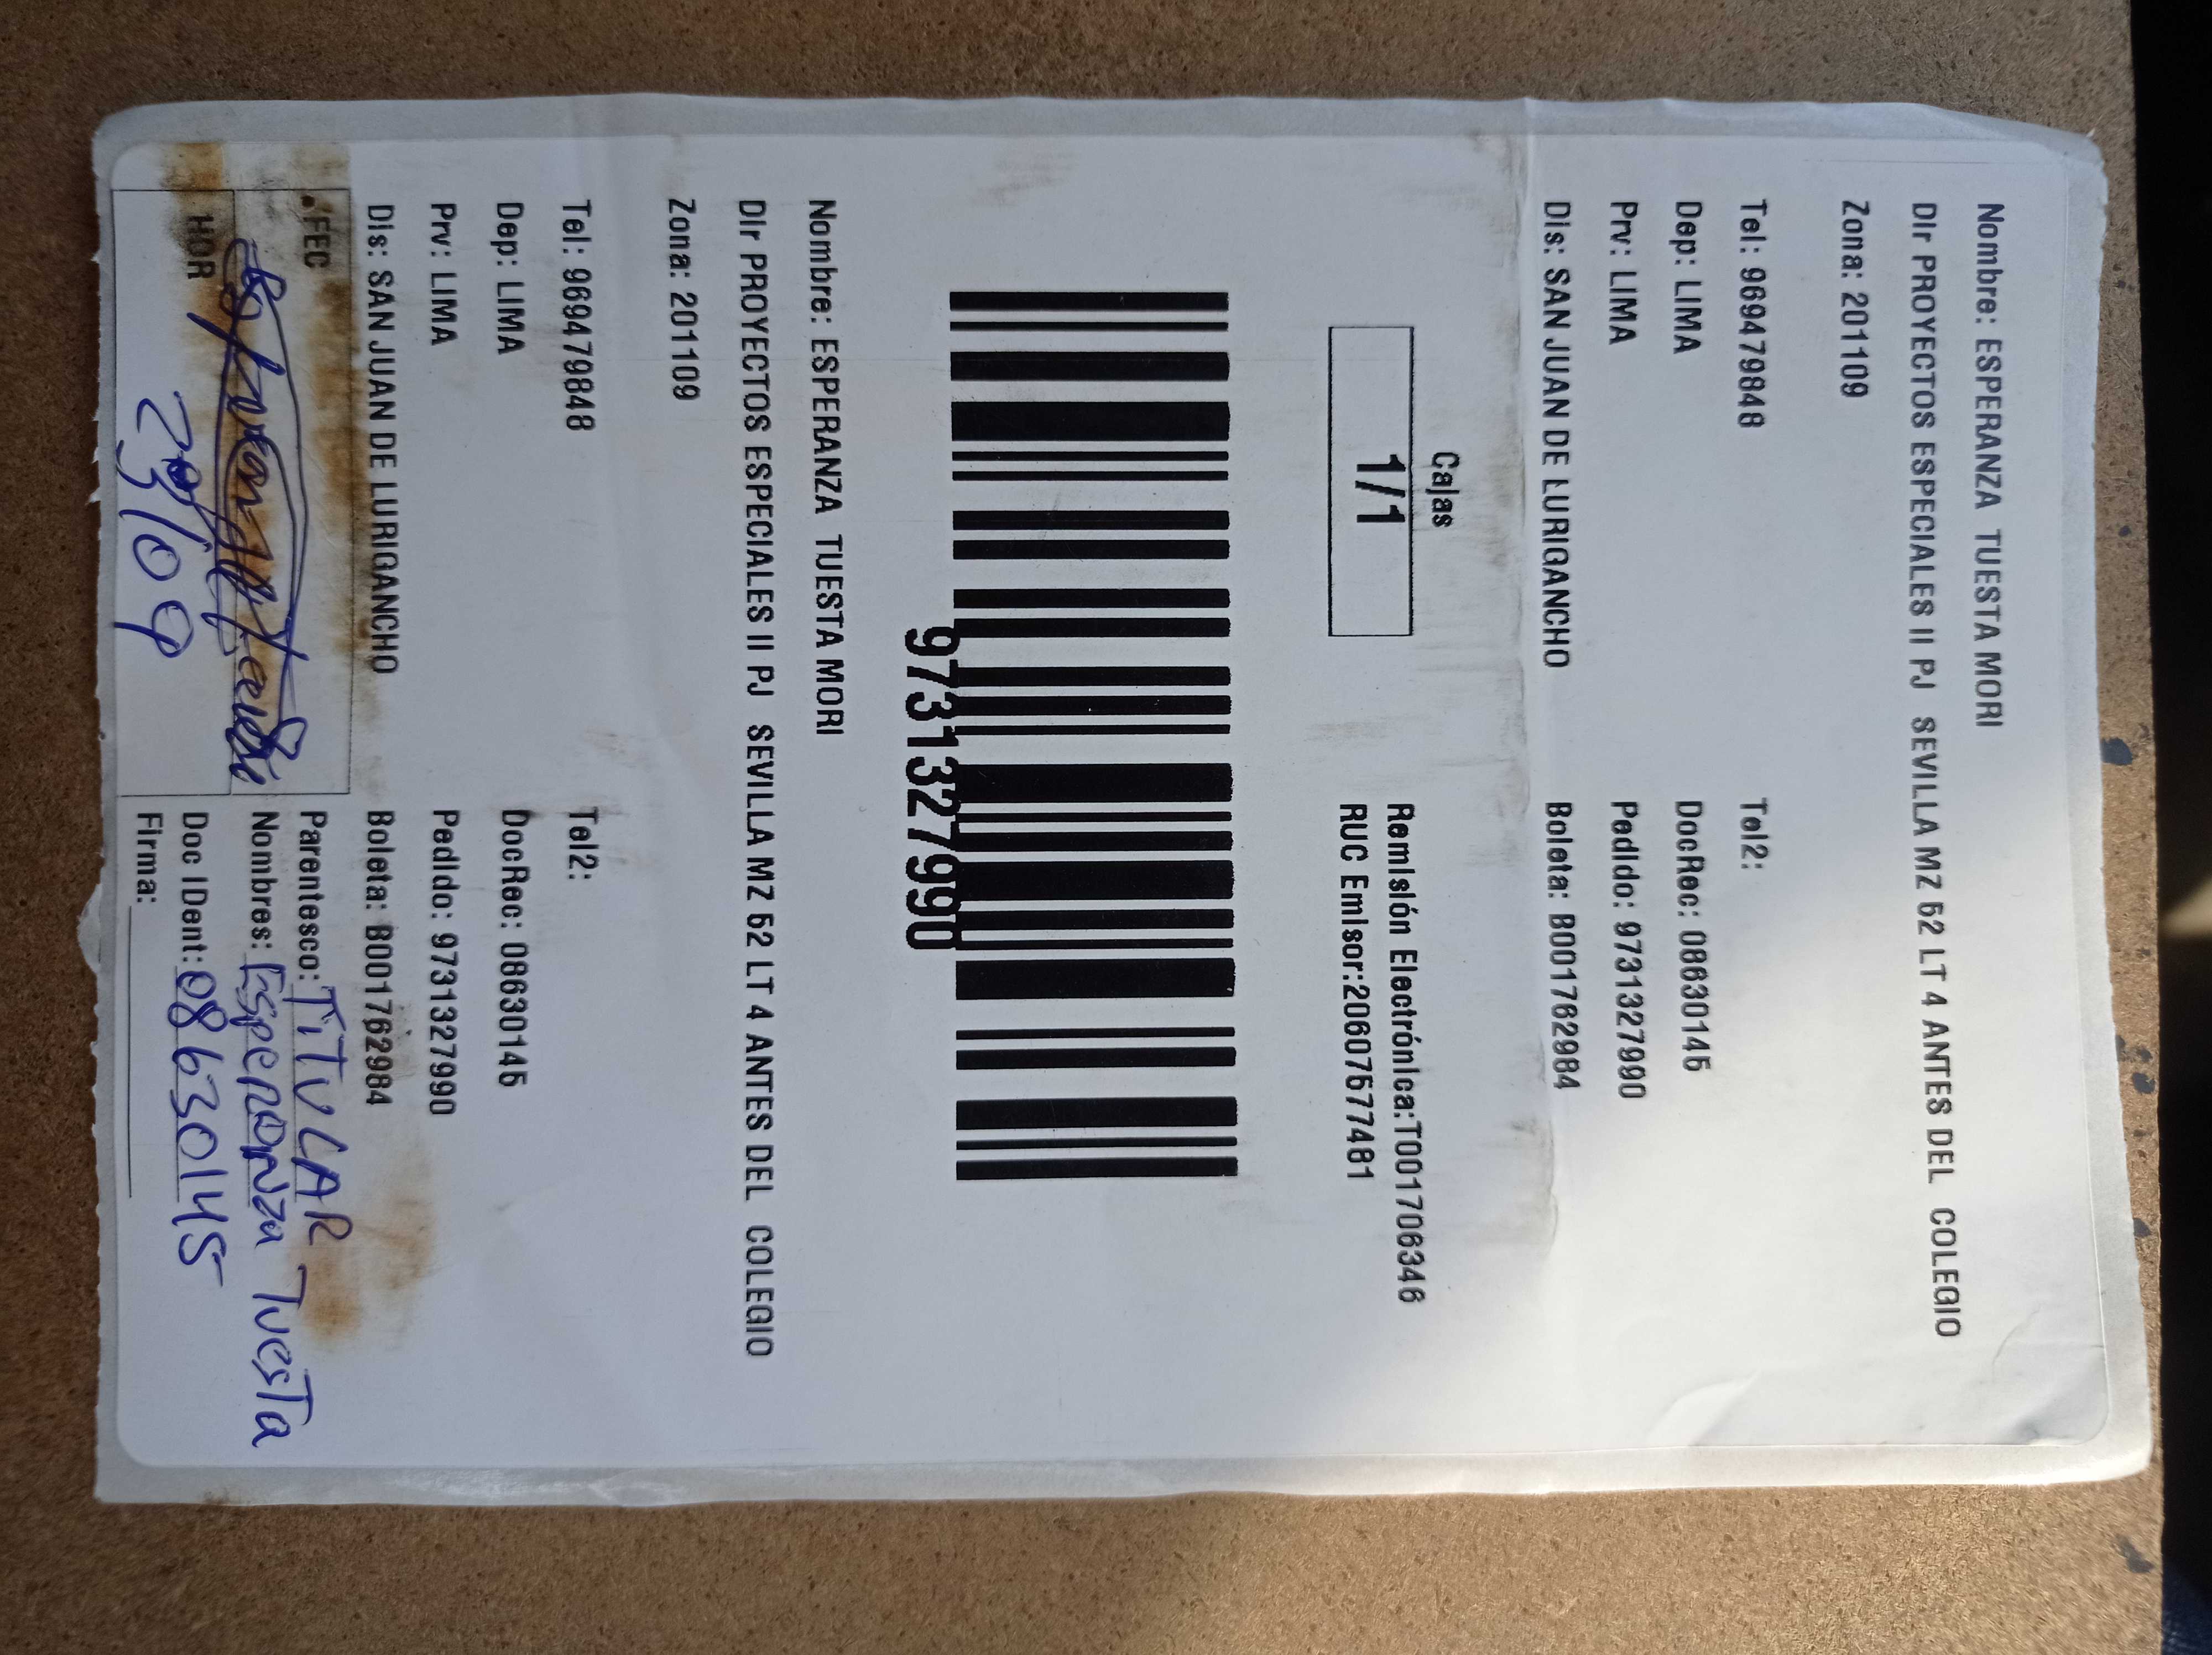 Nombre: ESPERANZA TUESTA MORI
Dir PROYECTOS ESPECIALES II PJ SEVILLA MZ 52 LT 4 ANTES DEL COLEGIO
Zona: 201109
Tel: 969479848 Tel2:
Dep: LIMA DocRec: 08630145
Prv: LIMA Pedido: 9731327990
Dis: SAN JUAN DE LURIGANCHO Boleta: B001762984
Cajas
1/1
Remisión Electrónica:T001706346
RUC Emisor:20607577481
9731327990
Nombre: ESPERANZA TUESTA MORI
Dir PROYECTOS ESPECIALES II PJ SEVILLA MZ 52 LT 4 ANTES DEL COLEGIO
Zona: 201109
Tel: 969479848 Tel2:
Dep: LIMA DocRec: 08630145
Prv: LIMA Pedido: 9731327990
Dis: SAN JUAN DE LURIGANCHO Boleta: B001762984
FEC
HOR
23/09
Parentesco: TiTuLAR
Nombres: Esperanza Tuesta
Doc IDent: 08630145
Firma: